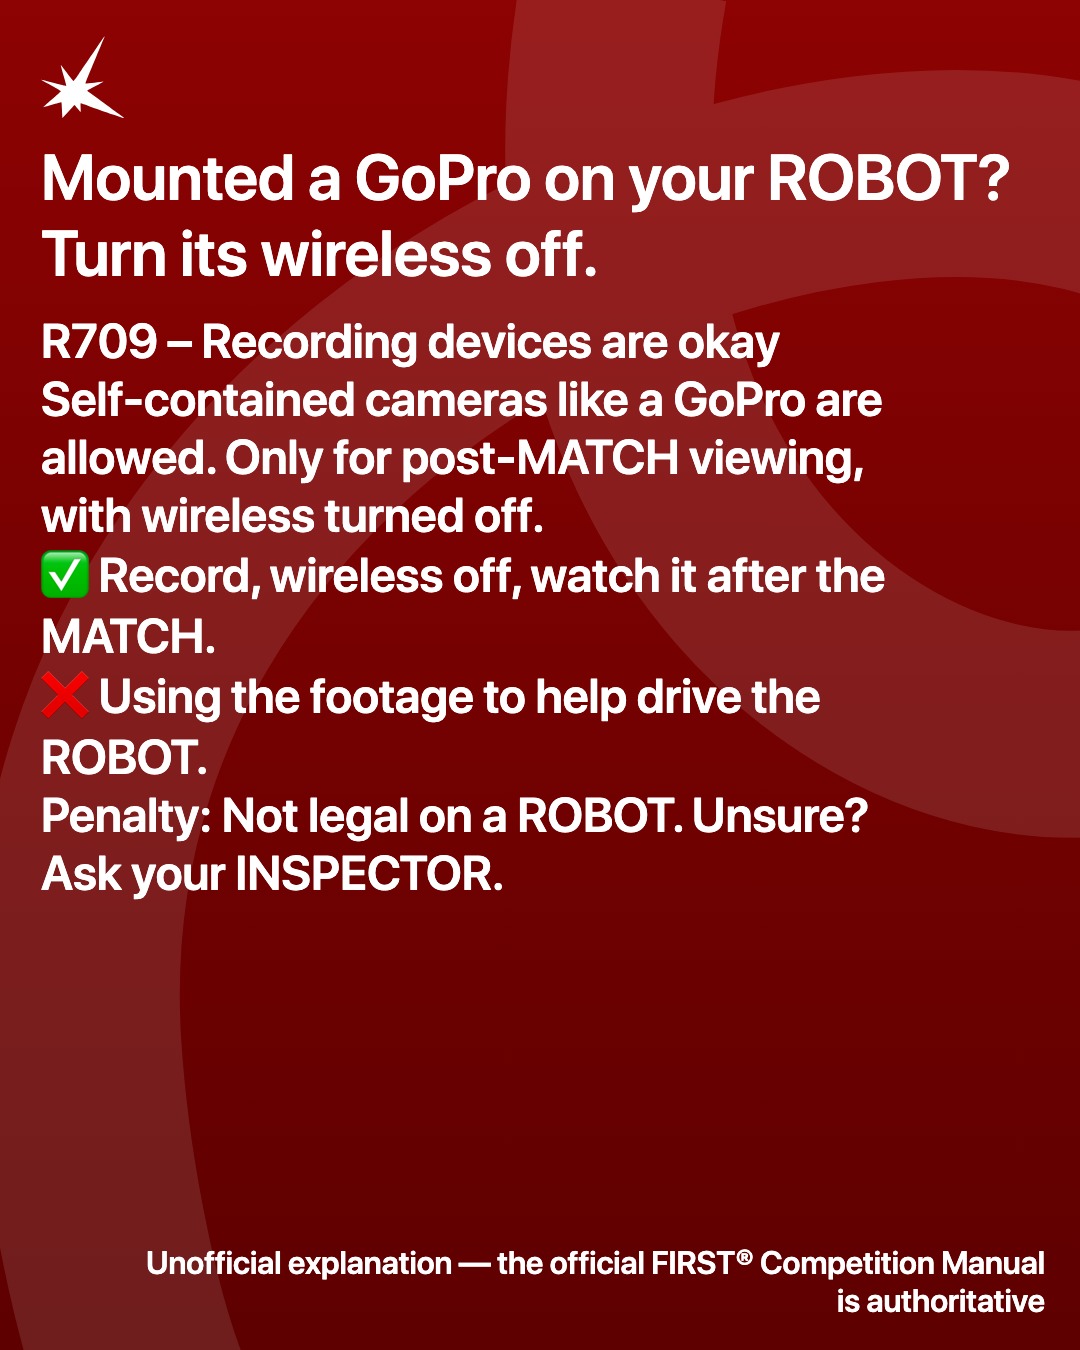 Mounted a GoPro on your ROBOT?
Turn its wireless off.
R709 – Recording devices are okay
Self-contained cameras like a GoPro are
allowed. Only for post-MATCH viewing,
with wireless turned off.
✅ Record, wireless off, watch it after the
MATCH.
❌ Using the footage to help drive the
ROBOT.
Penalty: Not legal on a ROBOT. Unsure?
Ask your INSPECTOR.
Unofficial explanation — the official FIRST® Competition Manual
is authoritative